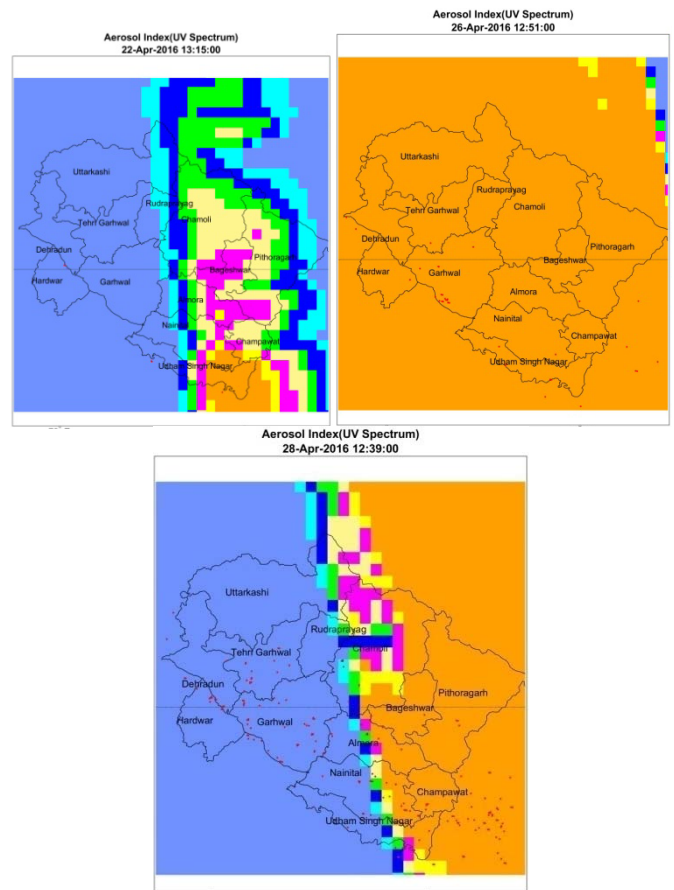 Aerosol Index(UV Spectrum)
22-Apr-2016 13:15:00
Uttarkashi
Rudraprayag
Chamoli
Tehri Garhwal
Dehradun
Pithoragarh
Bageshwar
Hardwar
Garhwal
Almora
Nainital
Champawat
Udham Singh Nagar
Aerosol Index(UV Spectrum)
26-Apr-2016 12:51:00
Uttarkashi
Rudraprayag
Chamoli
Tehri Garhwal
Dehradun
Pithoragarh
Bageshwar
Hardwar
Garhwal
Almora
Nainital
Champawat
Udham Singh Nagar
Aerosol Index(UV Spectrum)
28-Apr-2016 12:39:00
Uttarkashi
Rudraprayag
Chamoli
Tehri Garhwal
Dehradun
Pithoragarh
Bageshwar
Hardwar
Garhwal
Almora
Nainital
Champawat
Udham Singh Nagar